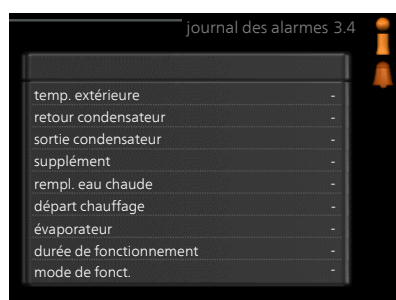 journal des alarmes 3.4
temp. extérieure -
retour condensateur -
sortie condensateur -
supplément -
rempl. eau chaude -
départ chauffage -
évaporateur -
durée de fonctionnement -
mode de fonct. -